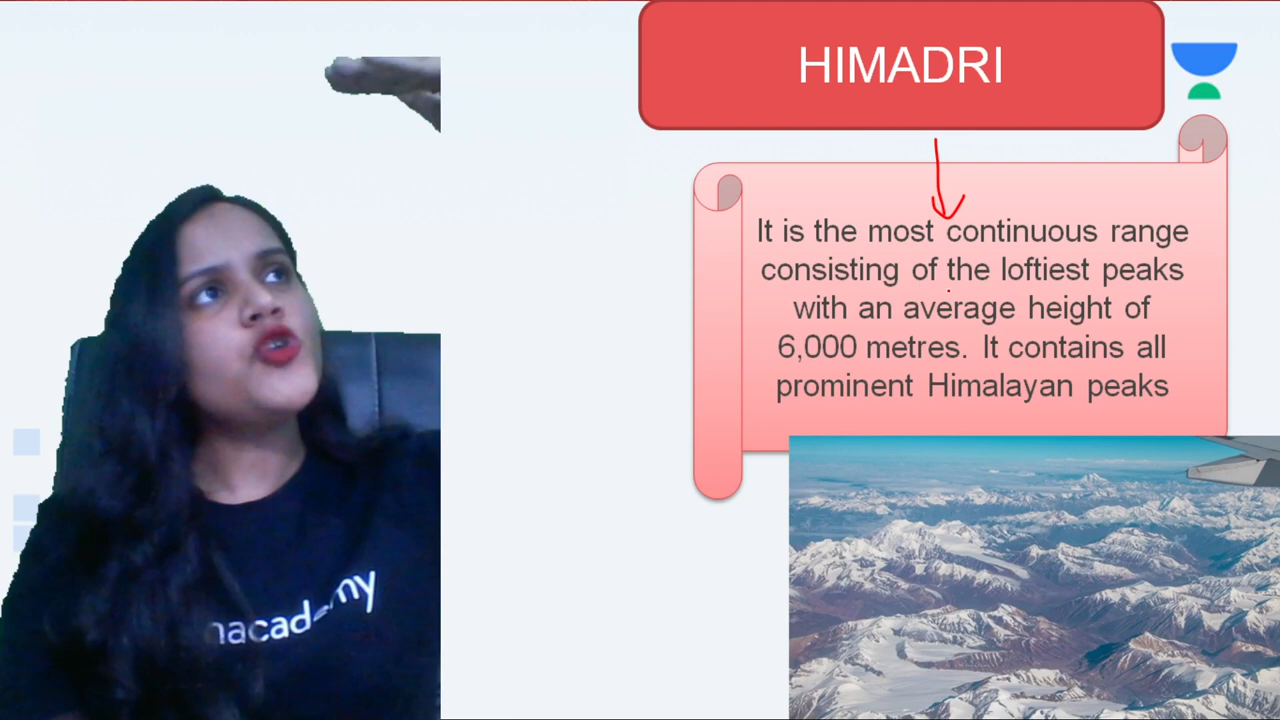 HIMADRI
It is the most continuous range
consisting of the loftiest peaks
with an average height of
6,000 metres. It contains all
prominent Himalayan peaks
nacademy